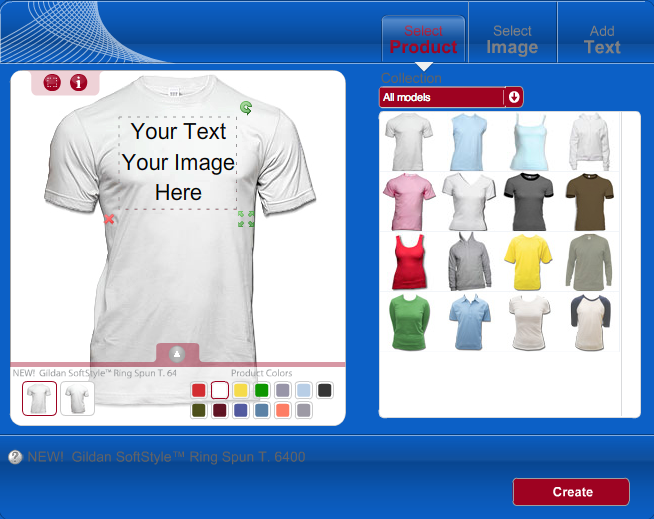 Select
Product
Select
Image
Add
Text
Collection
All models
Your Text
Your Image
Here
NEW! Gildan SoftStyle™ Ring Spun T. 64
Product Colors
NEW! Gildan SoftStyle™ Ring Spun T. 6400
Create